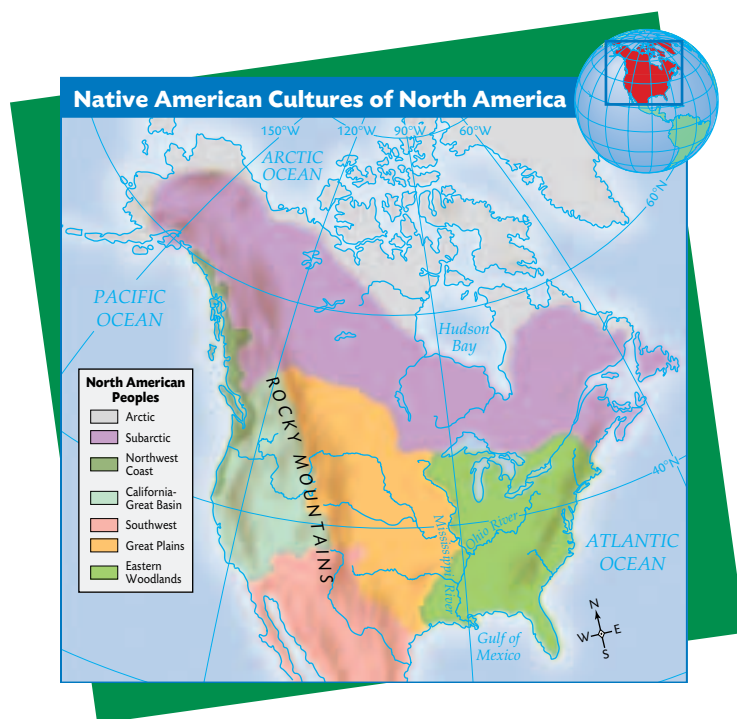 Native American Cultures of North America
150°W
120°W
90°W
60°W
60°N
ARCTIC
OCEAN
PACIFIC
OCEAN
Hudson
Bay
North American
Peoples
Arctic
Subarctic
Northwest
Coast
California-
Great Basin
Southwest
Great Plains
Eastern
Woodlands
ROCKY MOUNTAINS
40°N
Mississippi River
Ohio River
ATLANTIC
OCEAN
Gulf of
Mexico
N
W
E
S